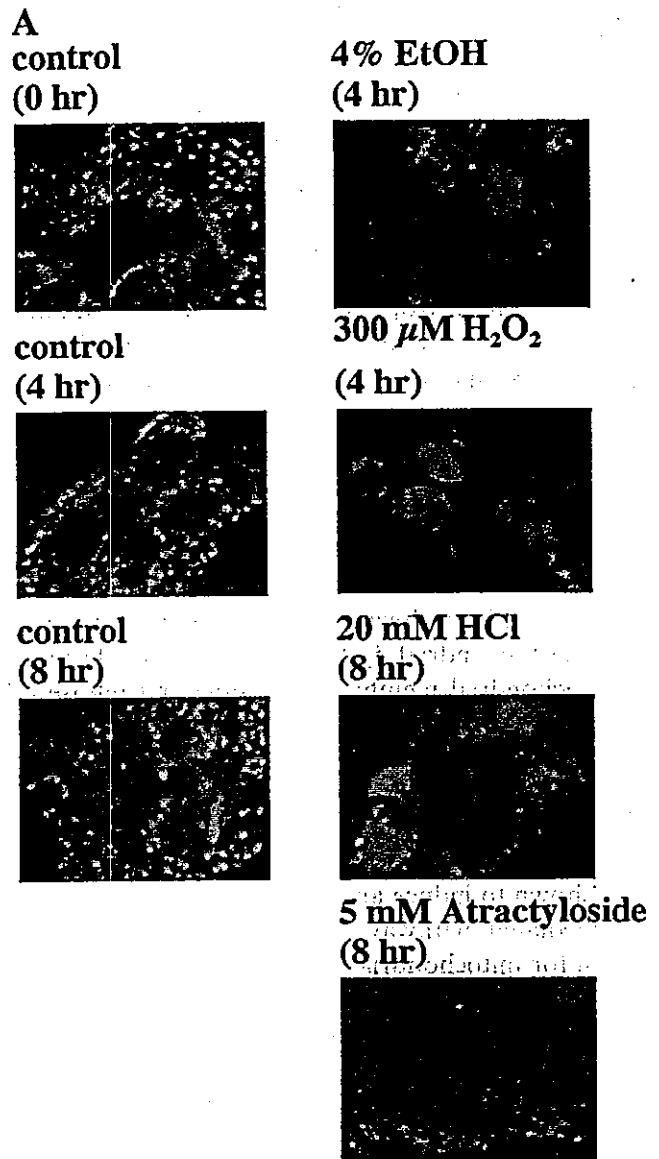 A
control
(0 hr)
control
(4 hr)
control
(8 hr)
4% EtOH
(4 hr)
300 μM H₂O₂
(4 hr)
20 mM HCl
(8 hr)
5 mM Atractyloside
(8 hr)